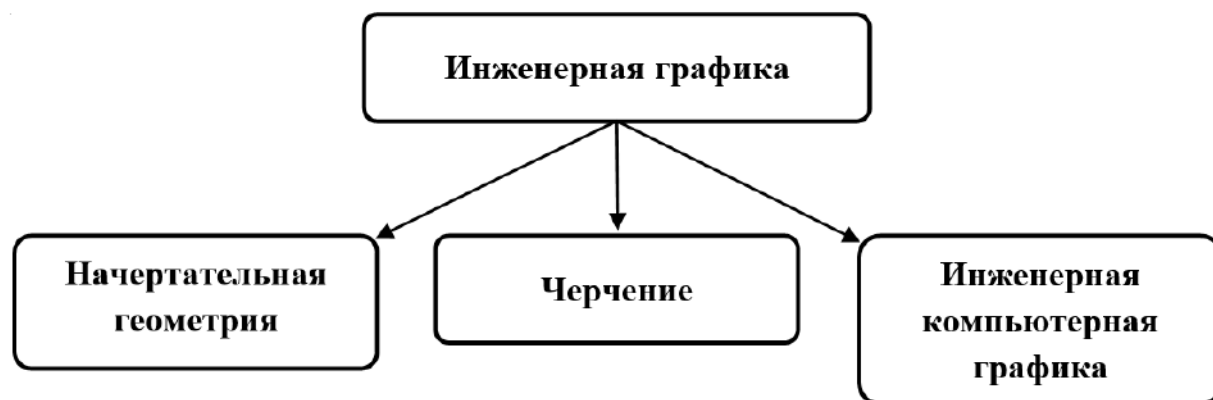 Инженерная графика
Начертательная
геометрия
Черчение
Инженерная
компьютерная
графика